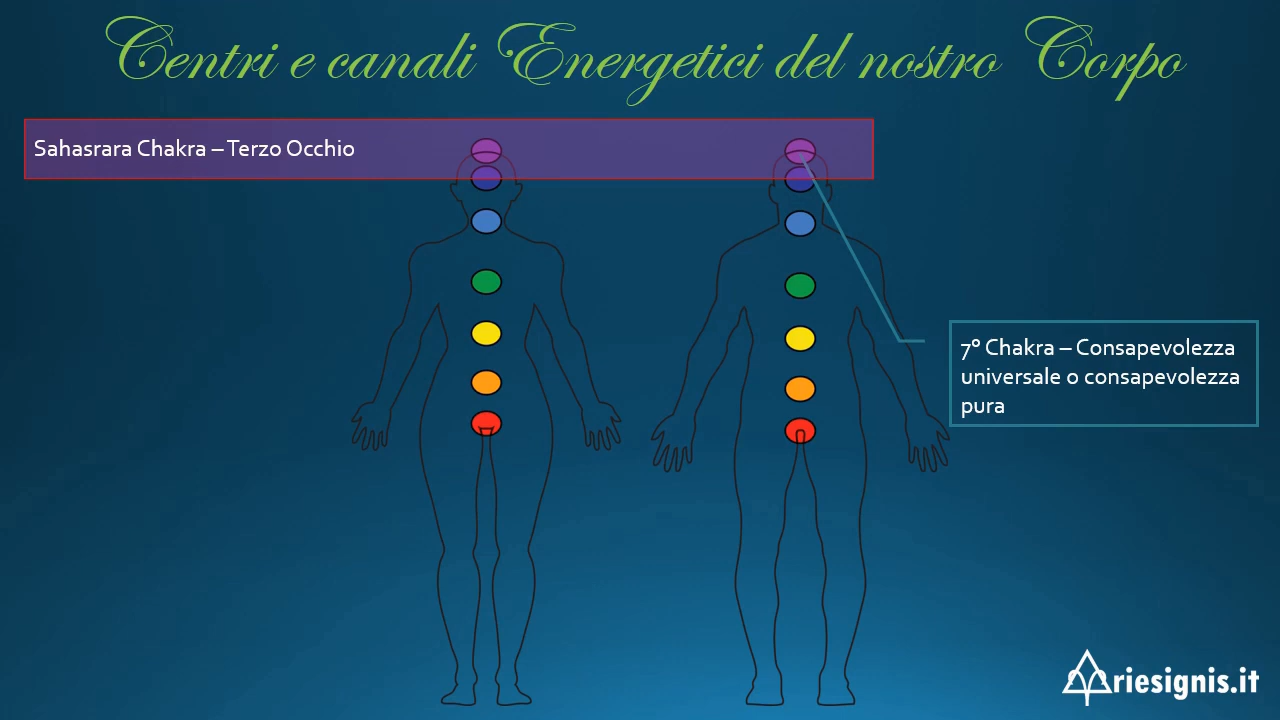 Centri e canali Energetici del nostro Corpo
Sahasrara Chakra – Terzo Occhio
7° Chakra – Consapevolezza
universale o consapevolezza
pura
riesignis.it